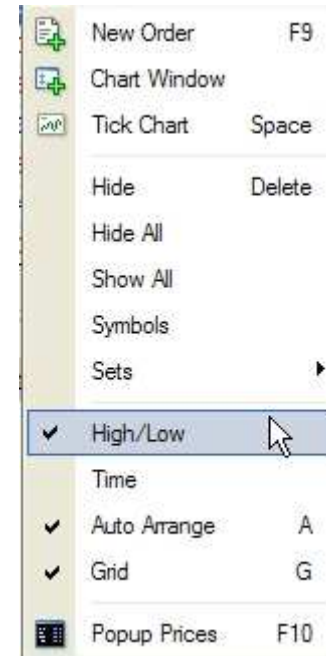 New Order F9
Chart Window
Tick Chart Space
Hide Delete
Hide All
Show All
Symbols
Sets
High/Low
Time
Auto Arrange A
Grid G
Popup Prices F10